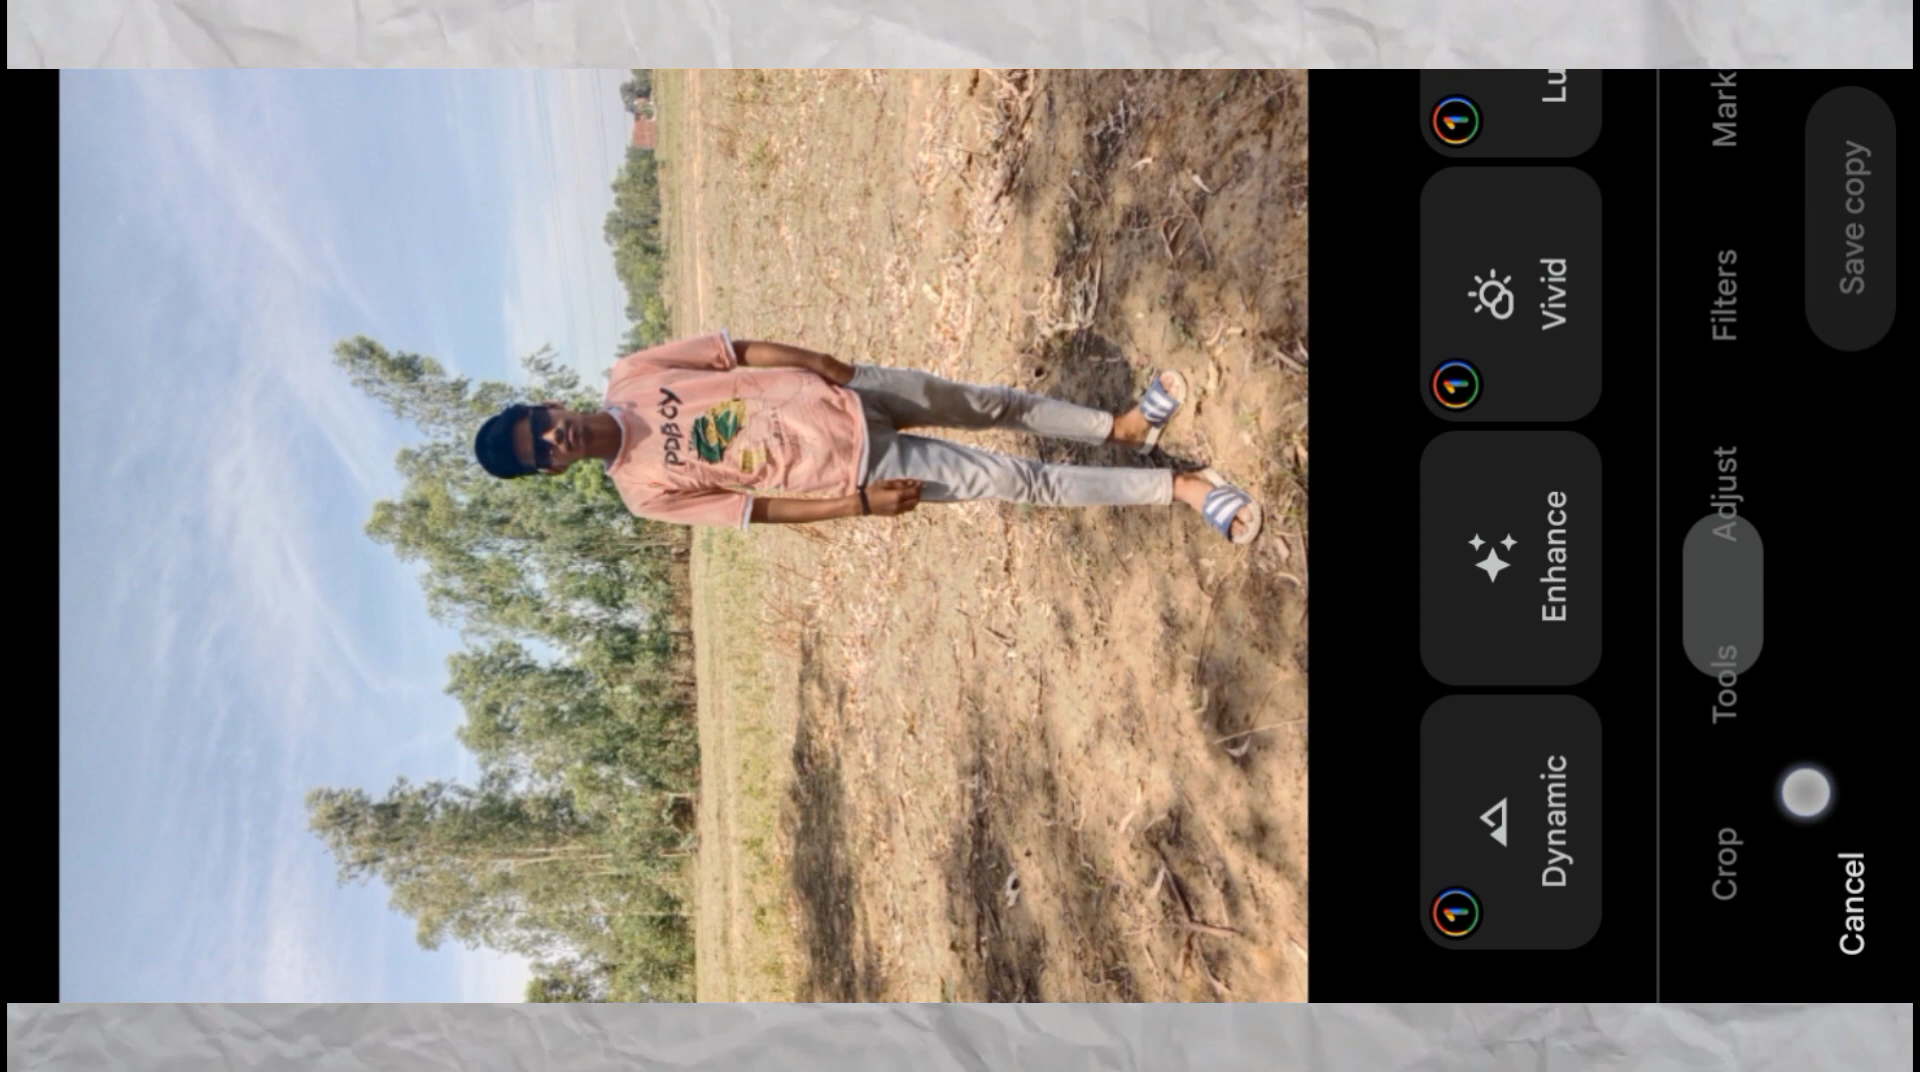 PDBOY
Dynamic
Enhance
Vivid
Lu
Crop
Tools
Adjust
Filters
Mark
Cancel
Save copy